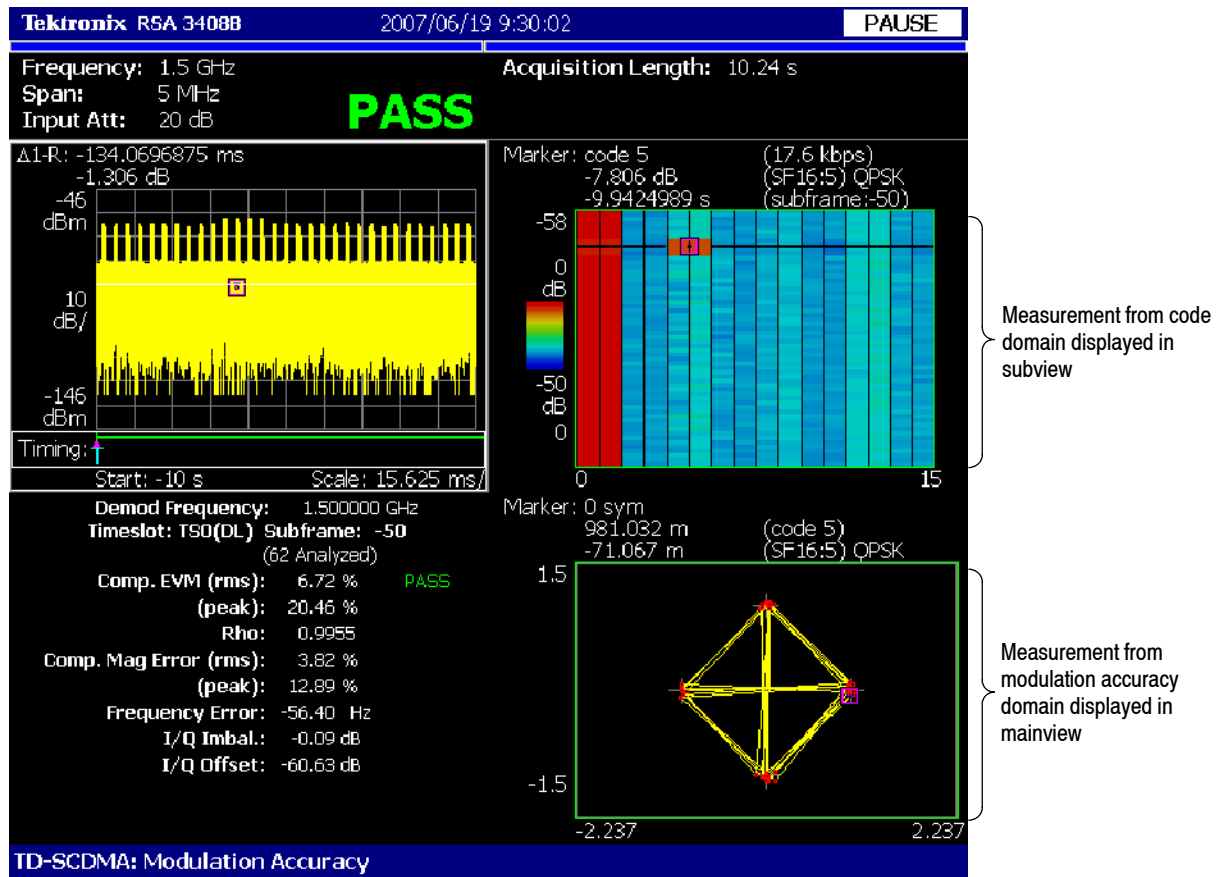 Tektronix RSA 3408B 2007/06/19 9:30:02 PAUSE
Frequency: 1.5 GHz
Span: 5 MHz
Input Att: 20 dB
PASS
Acquisition Length: 10.24 s
Δ1-R: -134.0696875 ms
-1.306 dB
-46
dBm
10
dB/
-146
dBm
Timing:
Start: -10 s Scale: 15.625 ms/
Marker: code 5 (17.6 kbps)
-7.806 dB (SF16:5) QPSK
-9.9424989 s (subframe:-50)
-58
0
dB
-50
dB
0
0 15
Measurement from code
domain displayed in
subview
Demod Frequency: 1.500000 GHz
Timeslot: TS0(DL) Subframe: -50
(62 Analyzed)
Comp. EVM (rms): 6.72 % PASS
(peak): 20.46 %
Rho: 0.9955
Comp. Mag Error (rms): 3.82 %
(peak): 12.89 %
Frequency Error: -56.40 Hz
I/Q Imbal.: -0.09 dB
I/Q Offset: -60.63 dB
Marker: 0 sym
981.032 m (code 5)
-71.067 m (SF16:5) QPSK
1.5
-1.5
-2.237 2.237
Measurement from
modulation accuracy
domain displayed in
mainview
TD-SCDMA: Modulation Accuracy